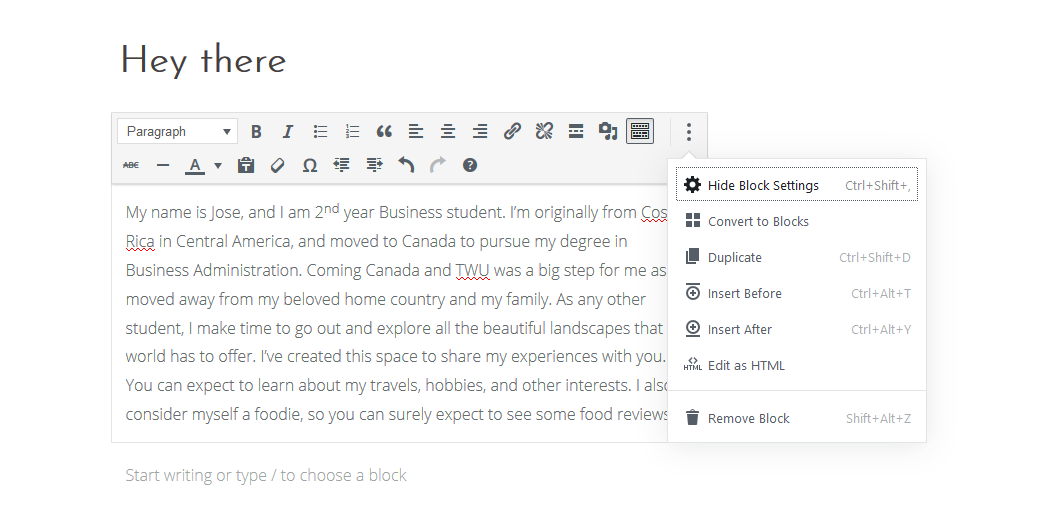 Hey there
Paragraph B I
ABC A
My name is Jose, and I am 2nd year Business student. I’m originally from Cos
Rica in Central America, and moved to Canada to pursue my degree in
Business Administration. Coming Canada and TWU was a big step for me as
moved away from my beloved home country and my family. As any other
student, I make time to go out and explore all the beautiful landscapes that
world has to offer. I’ve created this space to share my experiences with you.
You can expect to learn about my travels, hobbies, and other interests. I also
consider myself a foodie, so you can surely expect to see some food reviews
Start writing or type / to choose a block
Hide Block Settings Ctrl+Shift+,
Convert to Blocks
Duplicate Ctrl+Shift+D
Insert Before Ctrl+Alt+T
Insert After Ctrl+Alt+Y
HTML Edit as HTML
Remove Block Shift+Alt+Z